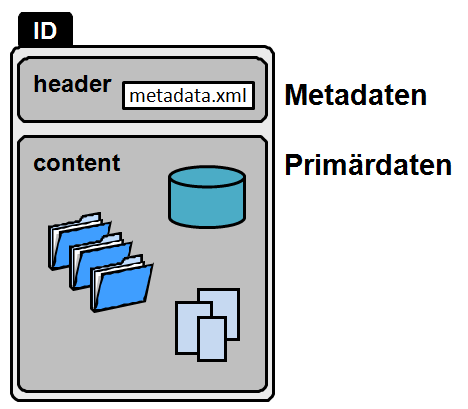 ID
header
metadata.xml
Metadaten
content
Primärdaten